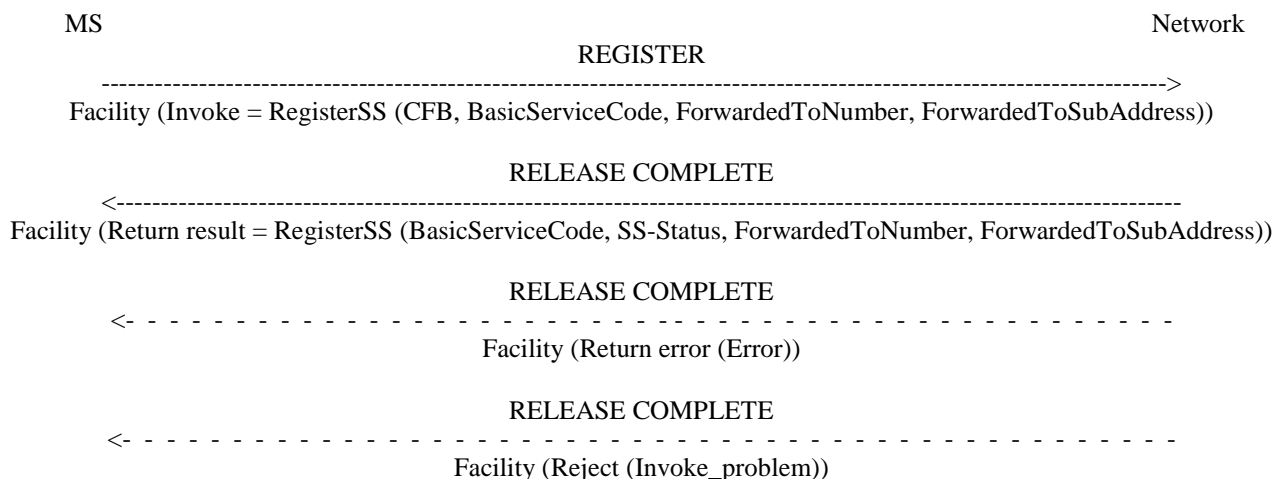 MS Network
REGISTER
------------------------------------------------------------------------------------------------------------------------>
Facility (Invoke = RegisterSS (CFB, BasicServiceCode, ForwardedToNumber, ForwardedToSubAddress))
RELEASE COMPLETE
<------------------------------------------------------------------------------------------------------------------------
Facility (Return result = RegisterSS (BasicServiceCode, SS-Status, ForwardedToNumber, ForwardedToSubAddress))
RELEASE COMPLETE
<- - - - - - - - - - - - - - - - - - - - - - - - - - - - - - - - - - - - - - - - - - - - - - - -
Facility (Return error (Error))
RELEASE COMPLETE
<- - - - - - - - - - - - - - - - - - - - - - - - - - - - - - - - - - - - - - - - - - - - - - - -
Facility (Reject (Invoke_problem))